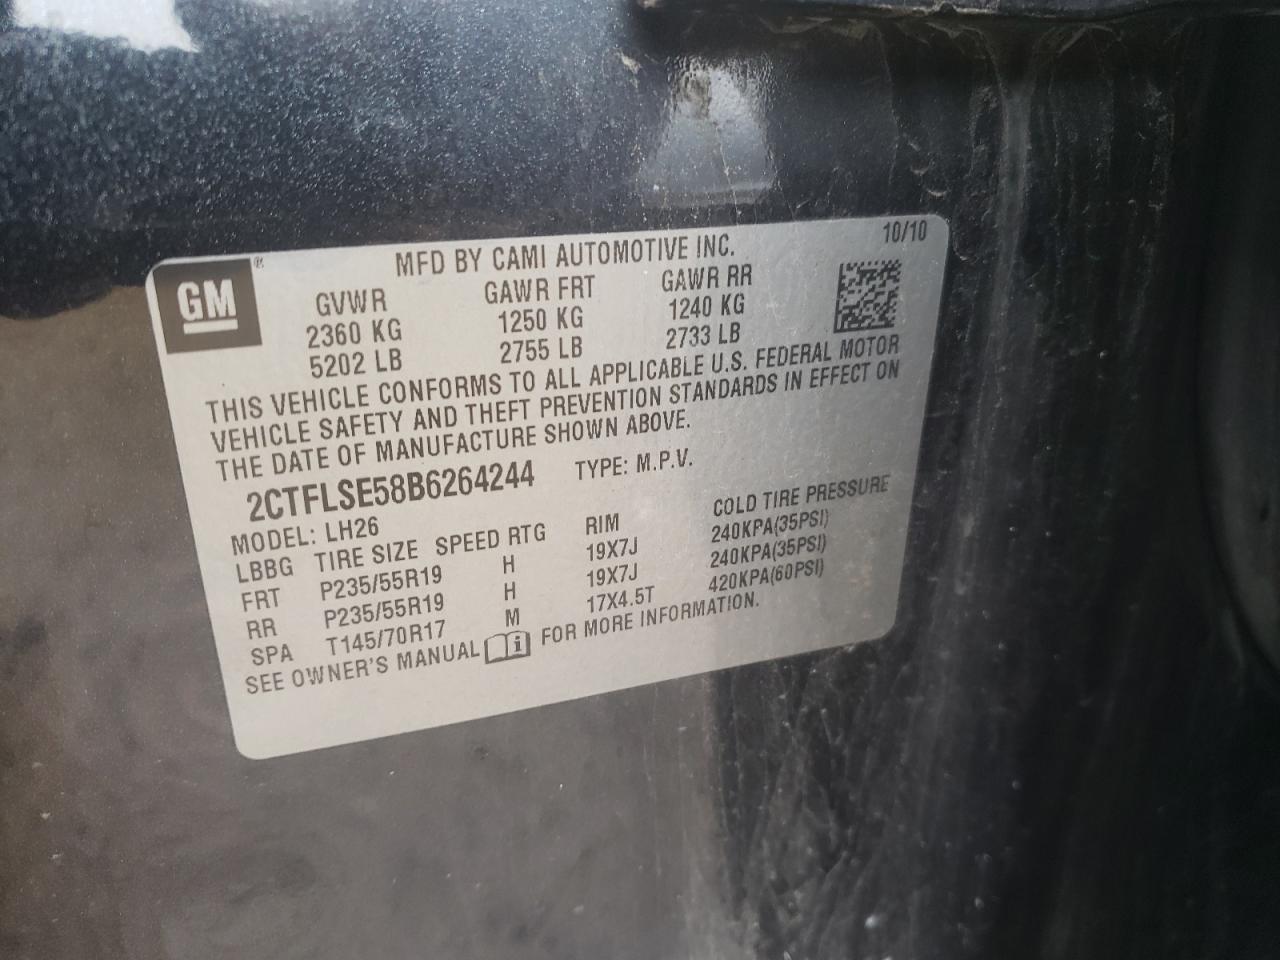 10/10
GM ® MFD BY CAMI AUTOMOTIVE INC.
GVWR GAWR FRT GAWR RR
2360 KG 1250 KG 1240 KG
5202 LB 2755 LB 2733 LB
THIS VEHICLE CONFORMS TO ALL APPLICABLE U.S. FEDERAL MOTOR
VEHICLE SAFETY AND THEFT PREVENTION STANDARDS IN EFFECT ON
THE DATE OF MANUFACTURE SHOWN ABOVE.
2CTFLSE58B6264244 TYPE: M.P.V.
MODEL: LH26
LBBG TIRE SIZE SPEED RTG RIM COLD TIRE PRESSURE
FRT P235/55R19 H 19X7J 240KPA(35PSI)
RR P235/55R19 H 19X7J 240KPA(35PSI)
SPA T145/70R17 M 17X4.5T 420KPA(60PSI)
SEE OWNER'S MANUAL i FOR MORE INFORMATION.